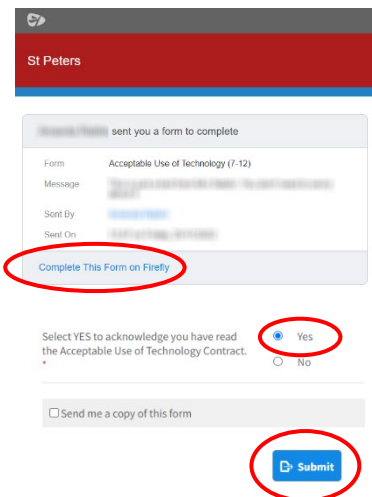 St Peters
sent you a form to complete
Form Acceptable Use of Technology (7-12)
Message
Sent By
Sent On
Complete This Form on Firefly
Select YES to acknowledge you have read
the Acceptable Use of Technology Contract.
*
Yes
No
Send me a copy of this form
Submit